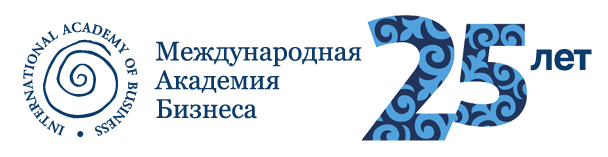 INTERNATIONAL ACADEMY OF BUSINESS •
Международная
Академия
Бизнеса
25 лет